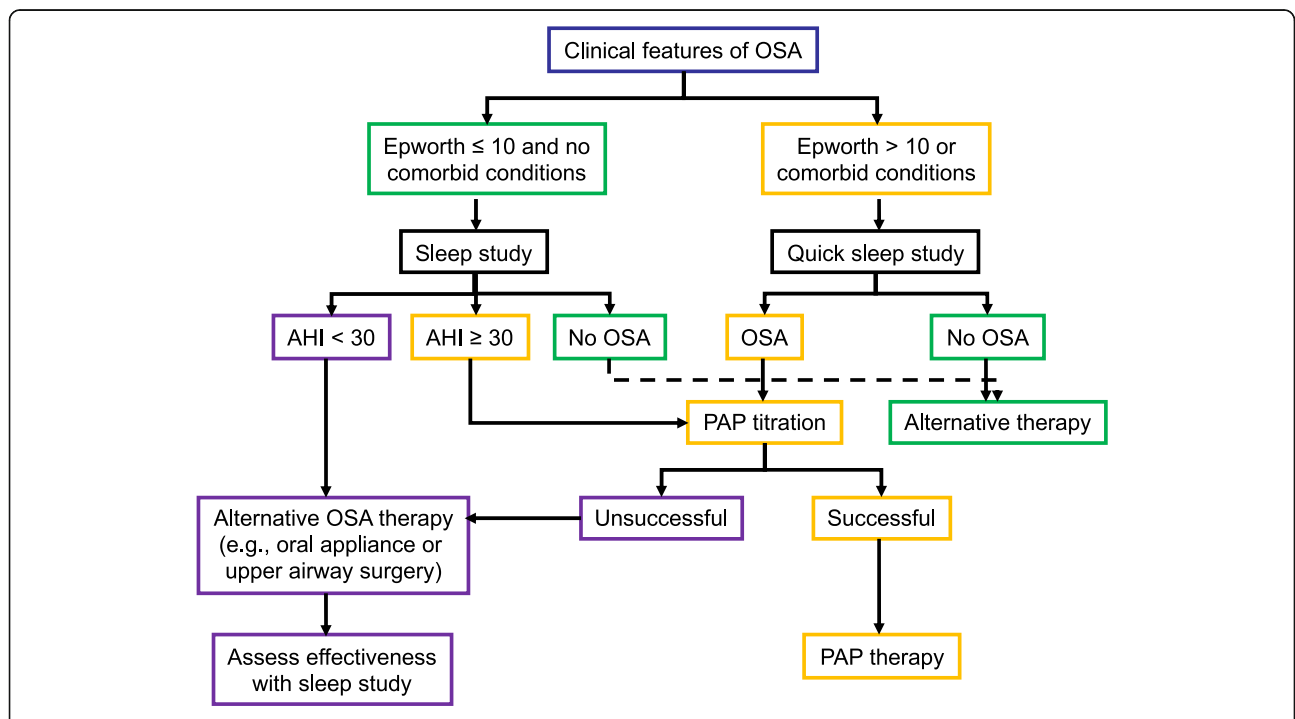 Clinical features of OSA
Epworth ≤ 10 and no
comorbid conditions
Epworth > 10 or
comorbid conditions
Sleep study
Quick sleep study
AHI < 30
AHI ≥ 30
No OSA
OSA
No OSA
PAP titration
Alternative therapy
Alternative OSA therapy
(e.g., oral appliance or
upper airway surgery)
Unsuccessful
Successful
Assess effectiveness
with sleep study
PAP therapy